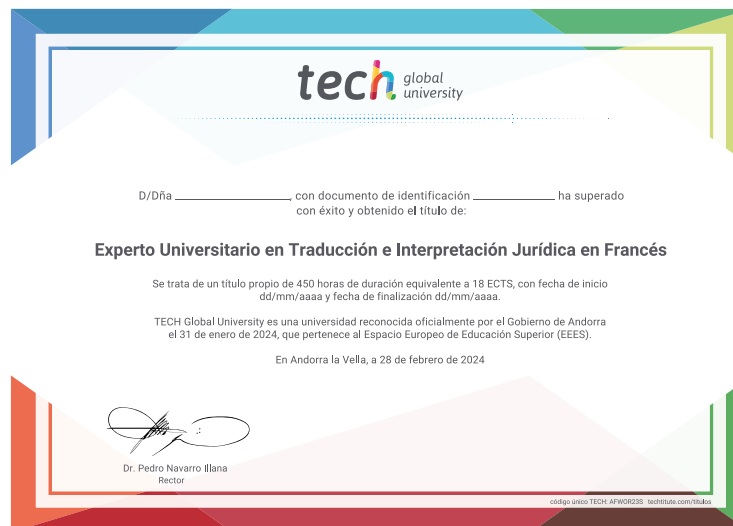 tech global
university
D/Dña ____________________, con documento de identificación ______________ ha superado
con éxito y obtenido el título de:
Experto Universitario en Traducción e Interpretación Jurídica en Francés
Se trata de un título propio de 450 horas de duración equivalente a 18 ECTS, con fecha de inicio
dd/mm/aaaa y fecha de finalización dd/mm/aaaa.
TECH Global University es una universidad reconocida oficialmente por el Gobierno de Andorra
el 31 de enero de 2024, que pertenece al Espacio Europeo de Educación Superior (EEES).
En Andorra la Vella, a 28 de febrero de 2024
Dr. Pedro Navarro Illana
Rector
código único TECH: AFWOR23S techtitute.com/titulos